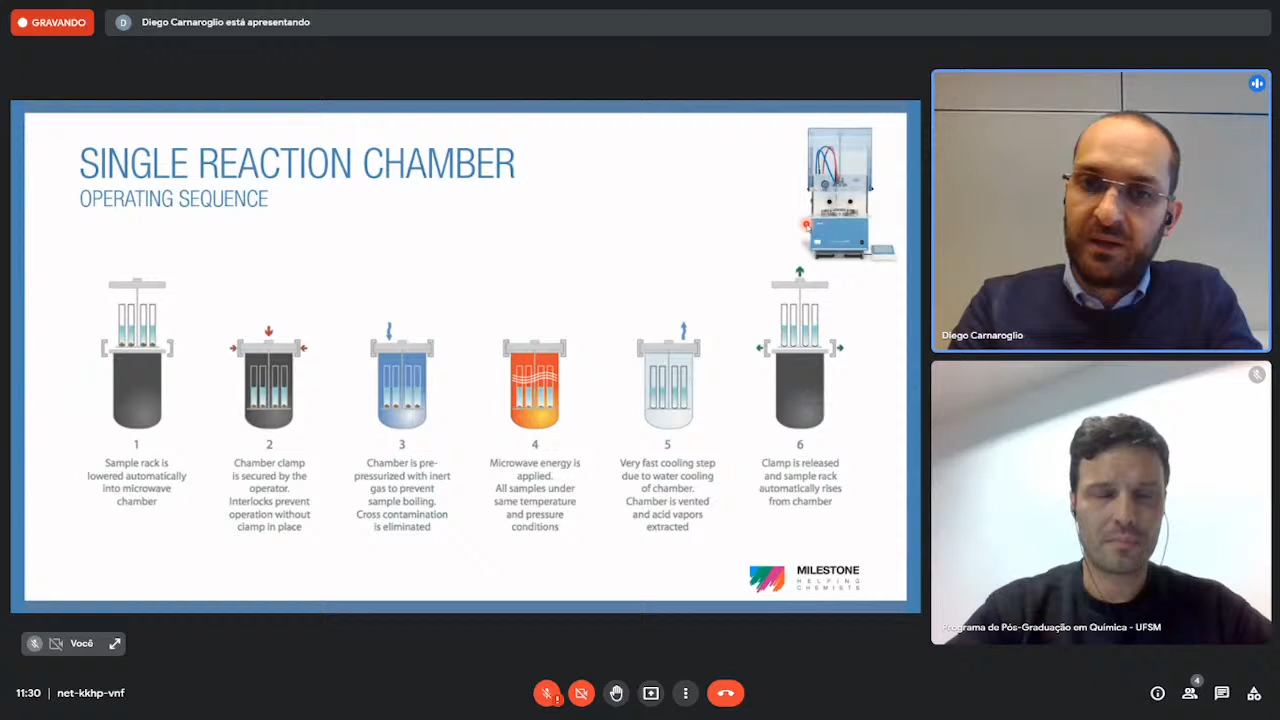 GRAVANDO
D
Diego Carnaroglio está apresentando
SINGLE REACTION CHAMBER
OPERATING SEQUENCE
1
Sample rack is
lowered automatically
into microwave
chamber
2
Chamber clamp
is secured by the
operator.
Interlocks prevent
operation without
clamp in place
3
Chamber is pre-
pressurized with inert
gas to prevent
sample boiling.
Cross contamination
is eliminated
4
Microwave energy is
applied.
All samples under
same temperature
and pressure
conditions
5
Very fast cooling step
due to water cooling
of chamber.
Chamber is vented
and acid vapors
extracted
6
Clamp is released
and sample rack
automatically rises
from chamber
MILESTONE
HELPING
CHEMISTS
Diego Carnaroglio
Programa de Pós-Graduação em Química - UFSM
Você
11:30 | net-kkhp-vnf
4